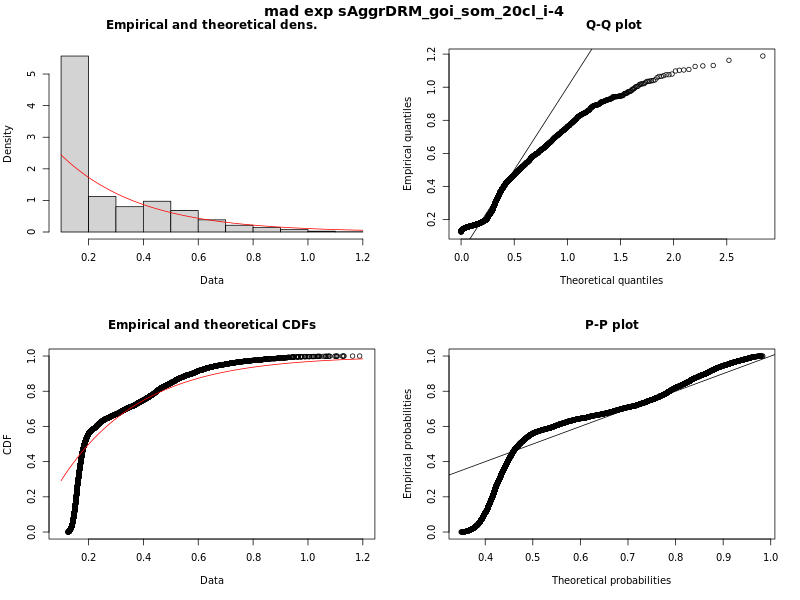 mad exp sAggrDRM_goi_som_20cl_i-4
Empirical and theoretical dens.
Density
0 1 2 3 4 5
0.2 0.4 0.6 0.8 1.0 1.2
Data
Q-Q plot
Empirical quantiles
0.2 0.4 0.6 0.8 1.0 1.2
0.0 0.5 1.0 1.5 2.0 2.5
Theoretical quantiles
Empirical and theoretical CDFs
CDF
0.0 0.2 0.4 0.6 0.8 1.0
0.2 0.4 0.6 0.8 1.0 1.2
Data
P-P plot
Empirical probabilities
0.0 0.2 0.4 0.6 0.8 1.0
0.4 0.5 0.6 0.7 0.8 0.9 1.0
Theoretical probabilities